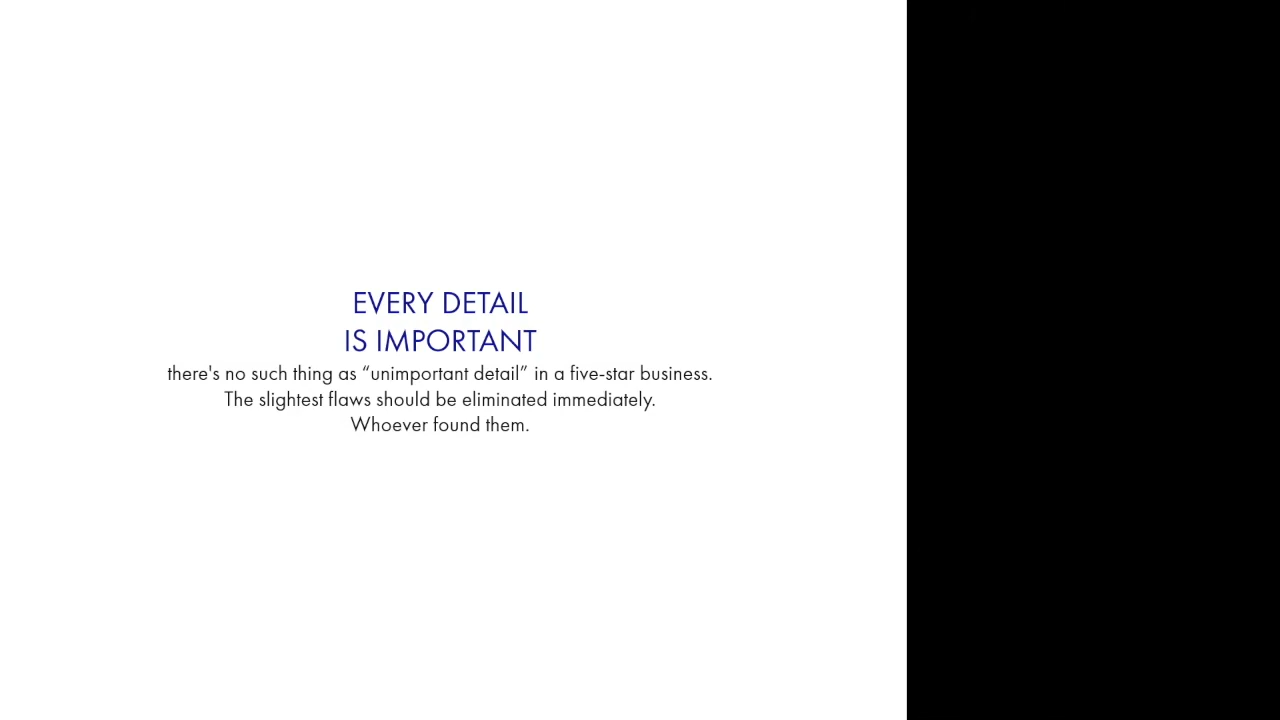 EVERY DETAIL
IS IMPORTANT
there's no such thing as “unimportant detail” in a five-star business.
The slightest flaws should be eliminated immediately.
Whoever found them.